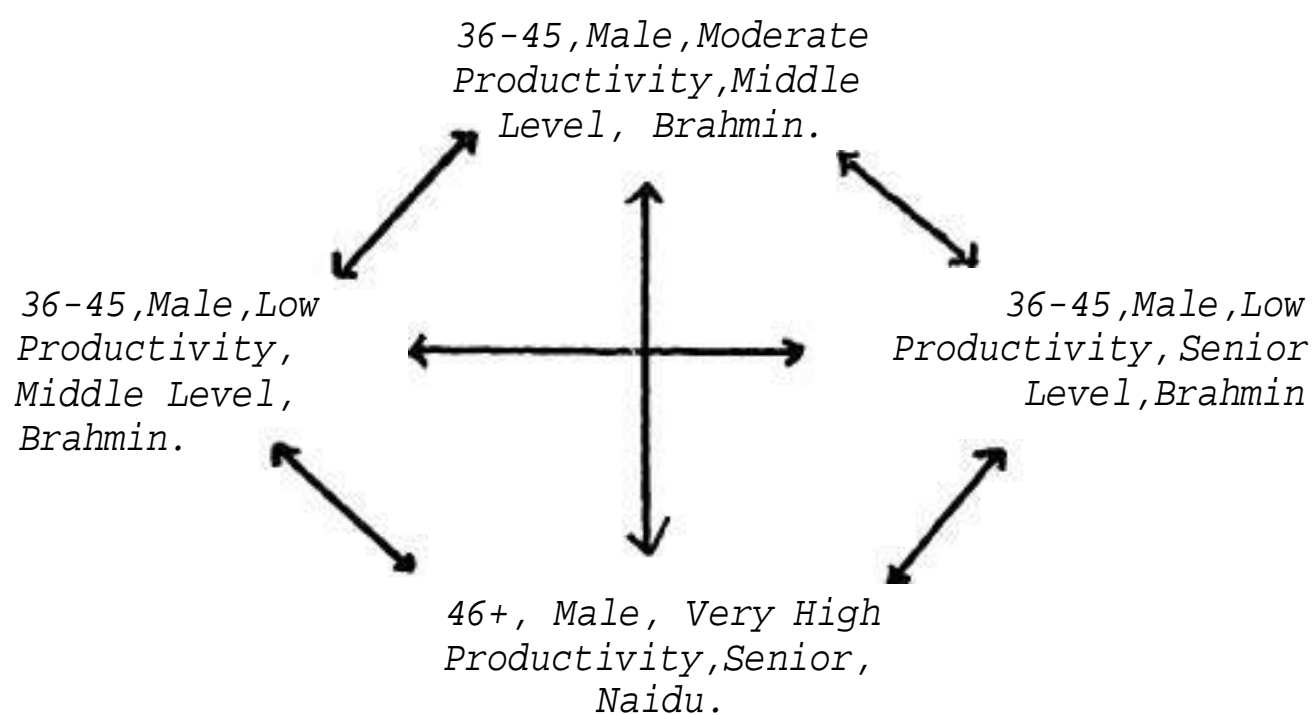 36-45,Male,Moderate
Productivity,Middle
Level, Brahmin.
36-45,Male,Low
Productivity,
Middle Level,
Brahmin.
36-45,Male,Low
Productivity,Senior
Level,Brahmin
46+, Male, Very High
Productivity,Senior,
Naidu.